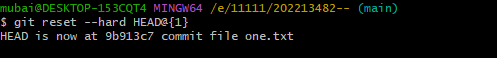 mubai@DESKTOP-153CQT4 MINGW64 /e/11111/202213482-- (main)
$ git reset --hard HEAD@{1}
HEAD is now at 9b913c7 commit file one.txt